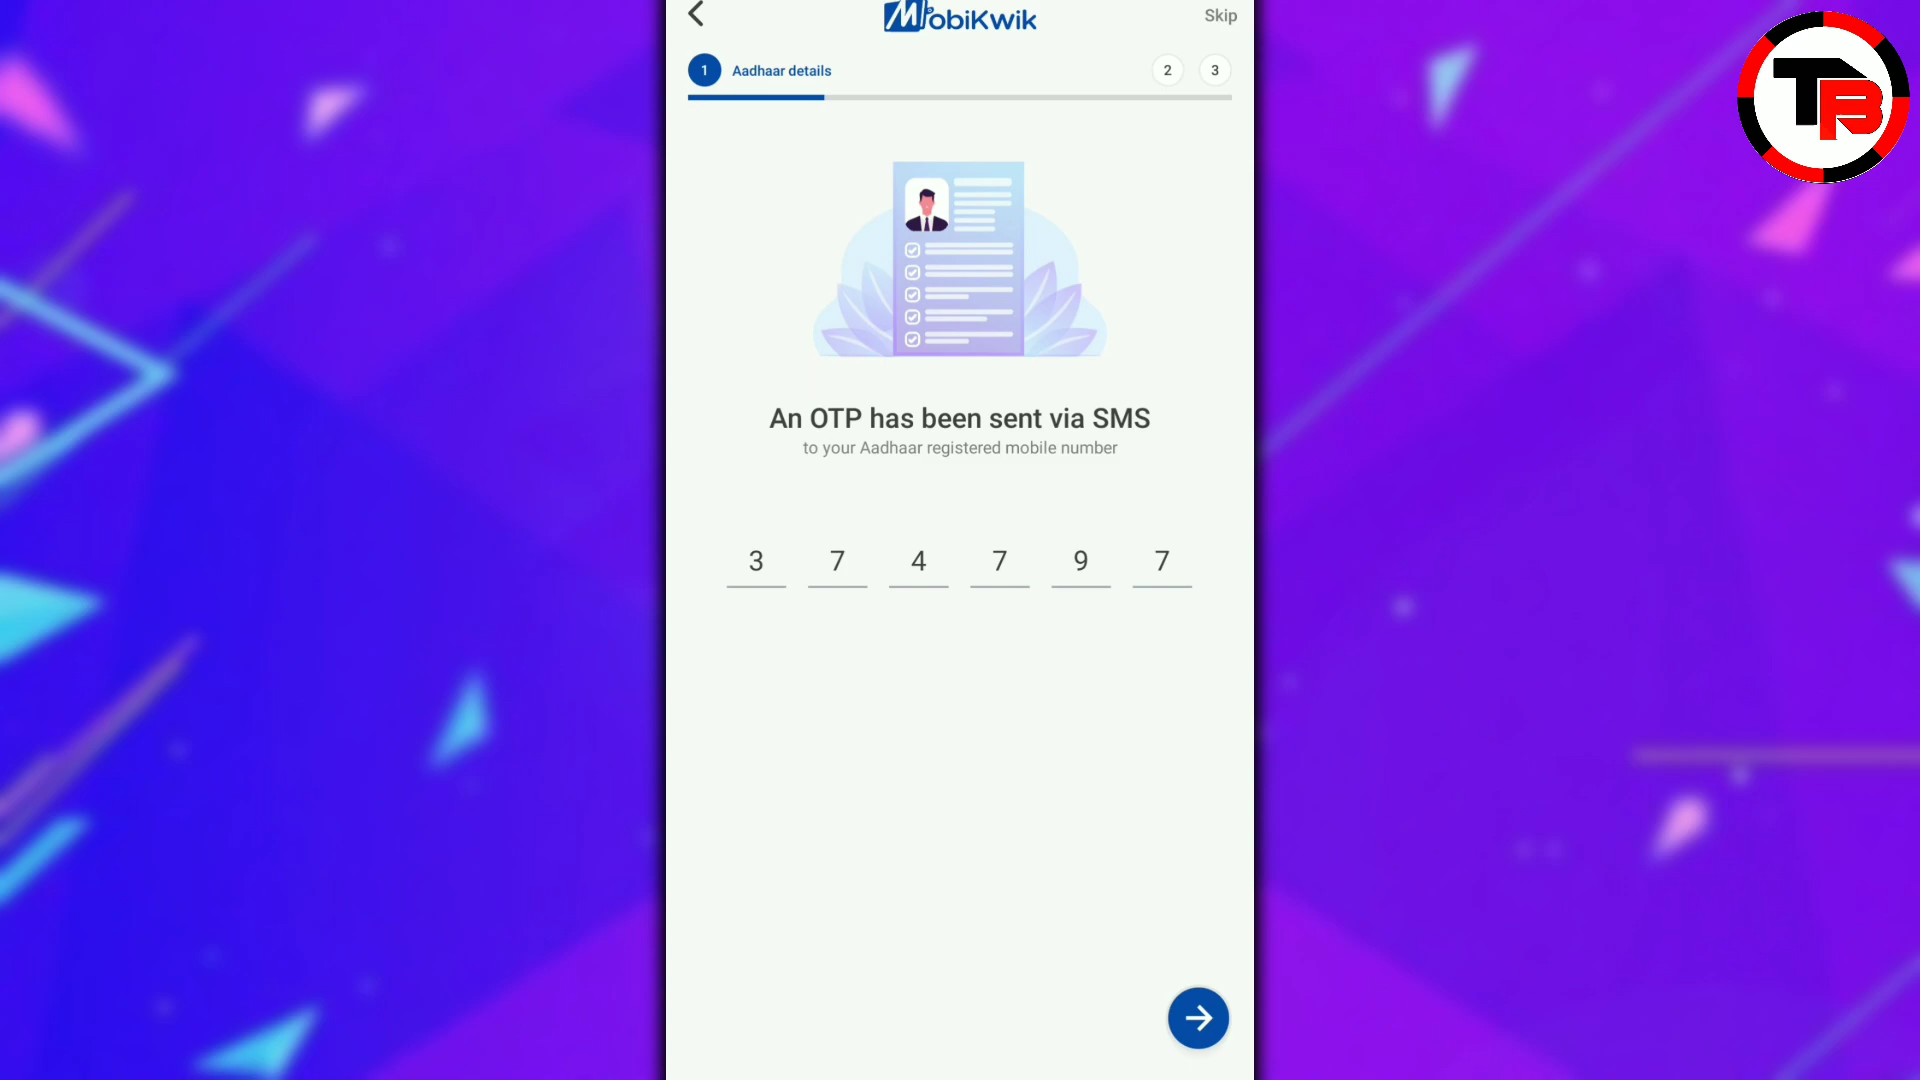 MobiKwik
Skip
1 Aadhaar details 2 3
An OTP has been sent via SMS
to your Aadhaar registered mobile number
3 7 4 7 9 7
TB